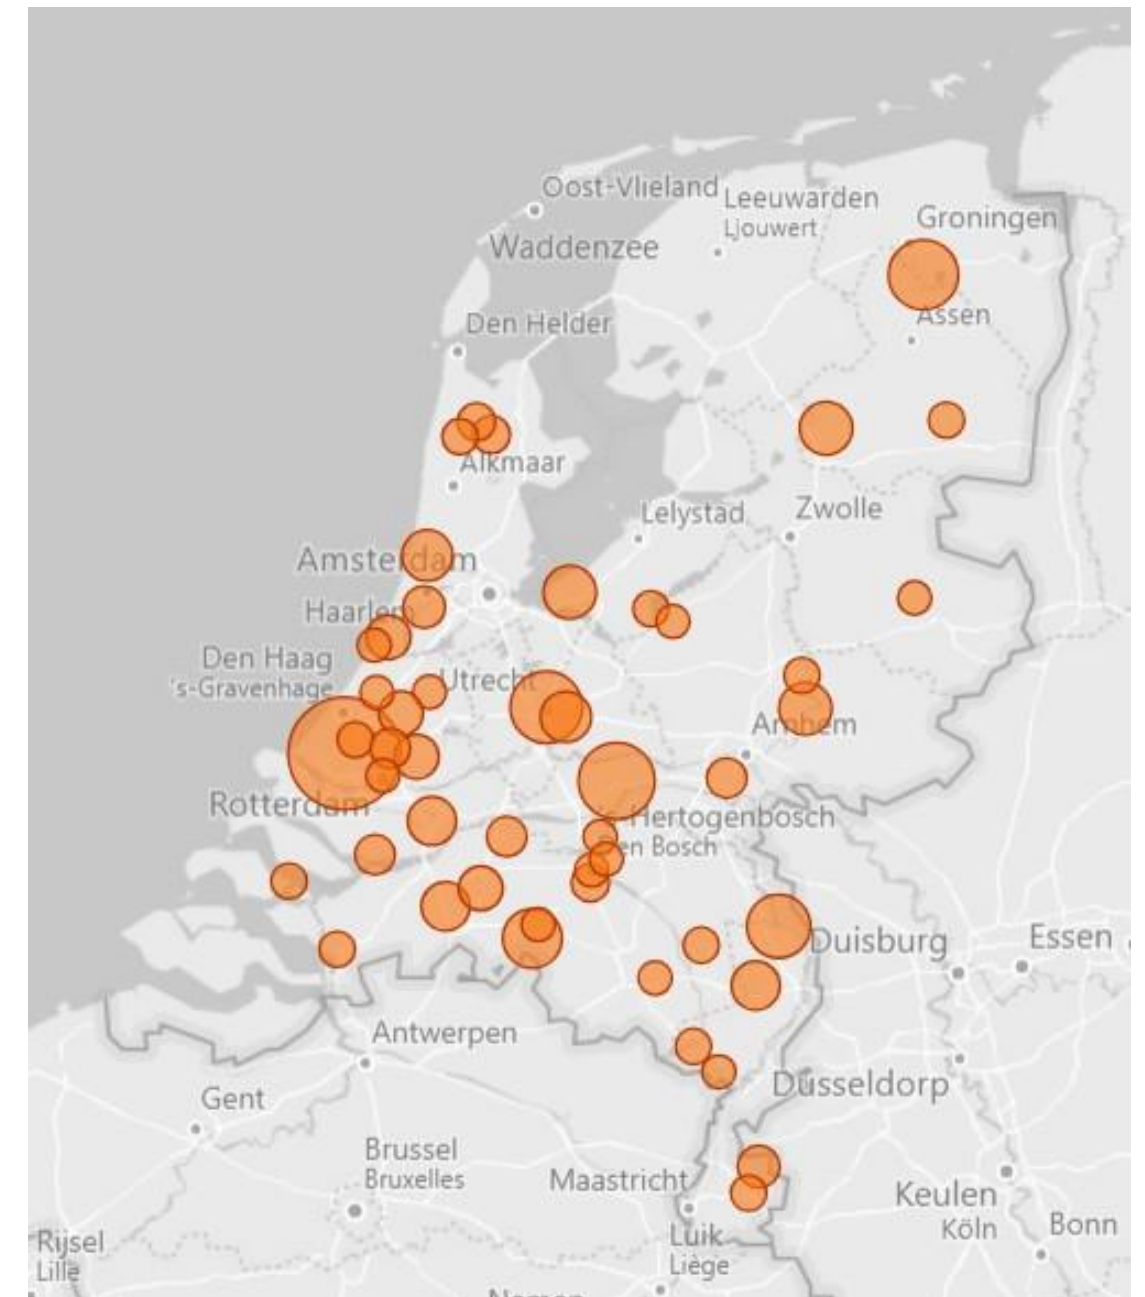 Oost-Vlieland
Leeuwarden
Ljouwert
Groningen
Waddenzee
Assen
Den Helder
Alkmaar
Lelystad
Zwolle
Amsterdam
Haarlem
Den Haag
's-Gravenhage
Utrecht
Arnhem
Rotterdam
Hertogenbosch
Den Bosch
Duisburg
Essen
Antwerpen
Düsseldorp
Gent
Brussel
Bruxelles
Maastricht
Keulen
Köln
Bonn
Luik
Liège
Rijsel
Lille